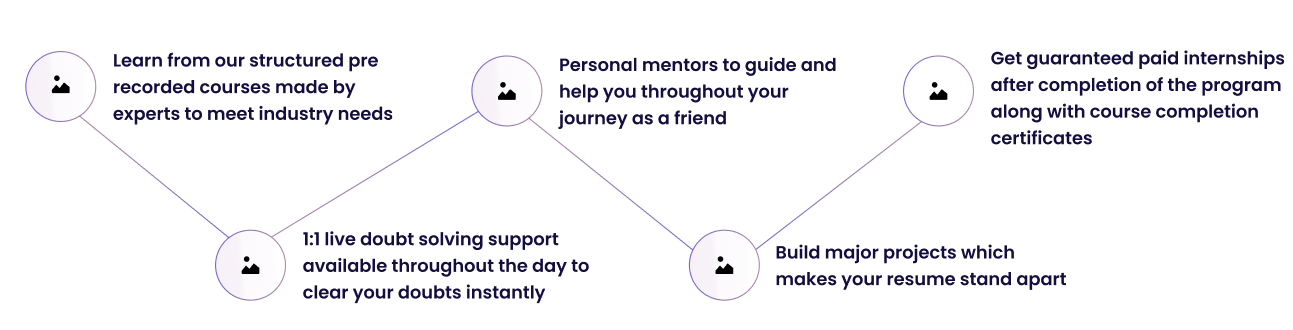 Learn from our structured pre
recorded courses made by
experts to meet industry needs
1:1 live doubt solving support
available throughout the day to
clear your doubts instantly
Personal mentors to guide and
help you throughout your
journey as a friend
Build major projects which
makes your resume stand apart
Get guaranteed paid internships
after completion of the program
along with course completion
certificates